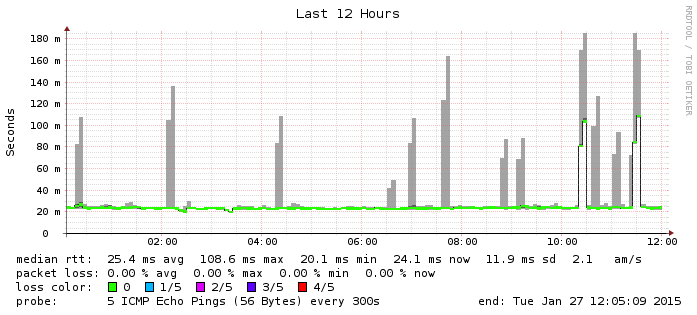 Last 12 Hours
RRDTOOL / TOBI OETIKER
Seconds
180 m
160 m
140 m
120 m
100 m
80 m
60 m
40 m
20 m
0
02:00 04:00 06:00 08:00 10:00 12:00
median rtt: 25.4 ms avg 108.6 ms max 20.1 ms min 24.1 ms now 11.9 ms sd 2.1 am/s
packet loss: 0.00 % avg 0.00 % max 0.00 % min 0.00 % now
loss color: 0 1/5 2/5 3/5 4/5
probe: 5 ICMP Echo Pings (56 Bytes) every 300s end: Tue Jan 27 12:05:09 2015